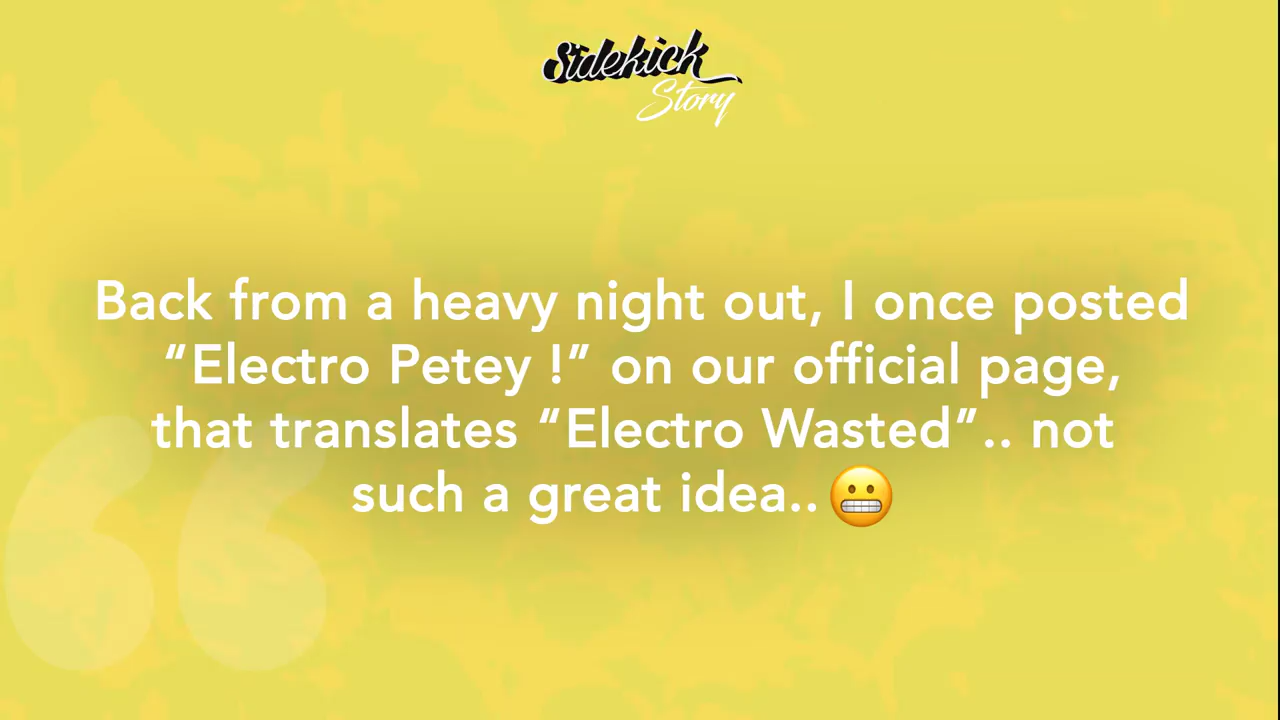 Sidekick
Story
Back from a heavy night out, I once posted
“Electro Petey !” on our official page,
that translates “Electro Wasted”.. not
such a great idea.. 😬